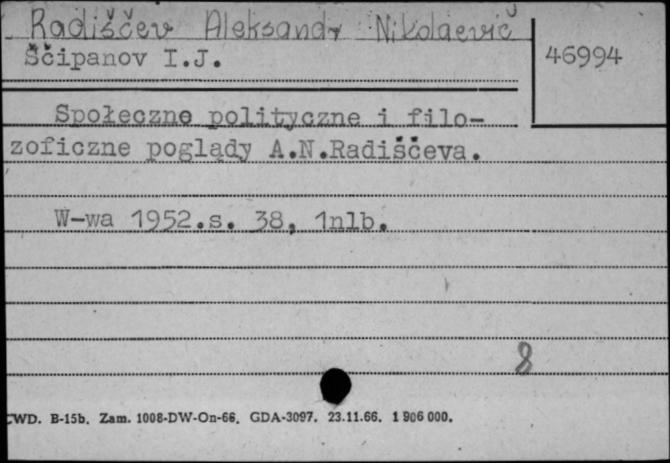 Radiščev Aleksandr Nikolaevič
Ščipanov I.J.
46994
Społeczne polityczne i filo-
zoficzne poglądy A.N.Radiščeva.
W-wa 1952.s. 38, 1nlb.
8
CWD. B-15b. Zam. 1008-DW-On-66. GDA-3097. 23.11.66. 1 906 000.